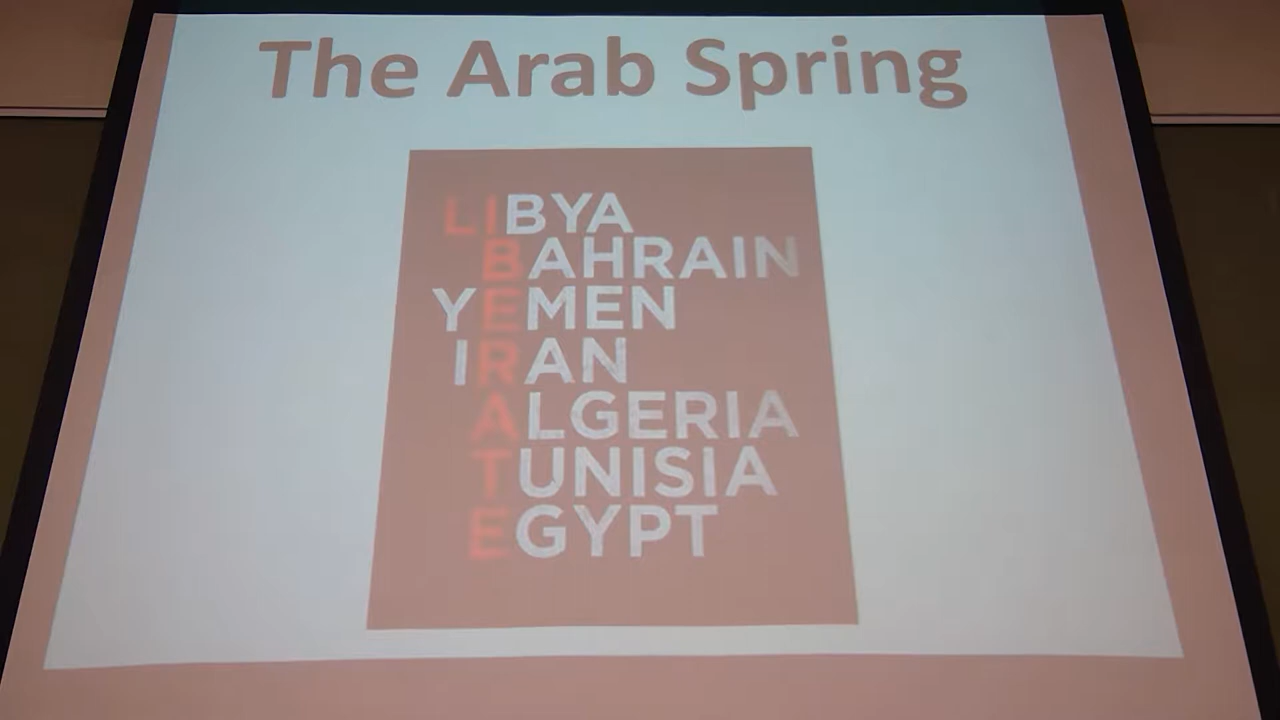 The Arab Spring
LIBYA
BAHRAIN
YEMEN
IRAN
ALGERIA
TUNISIA
EGYPT